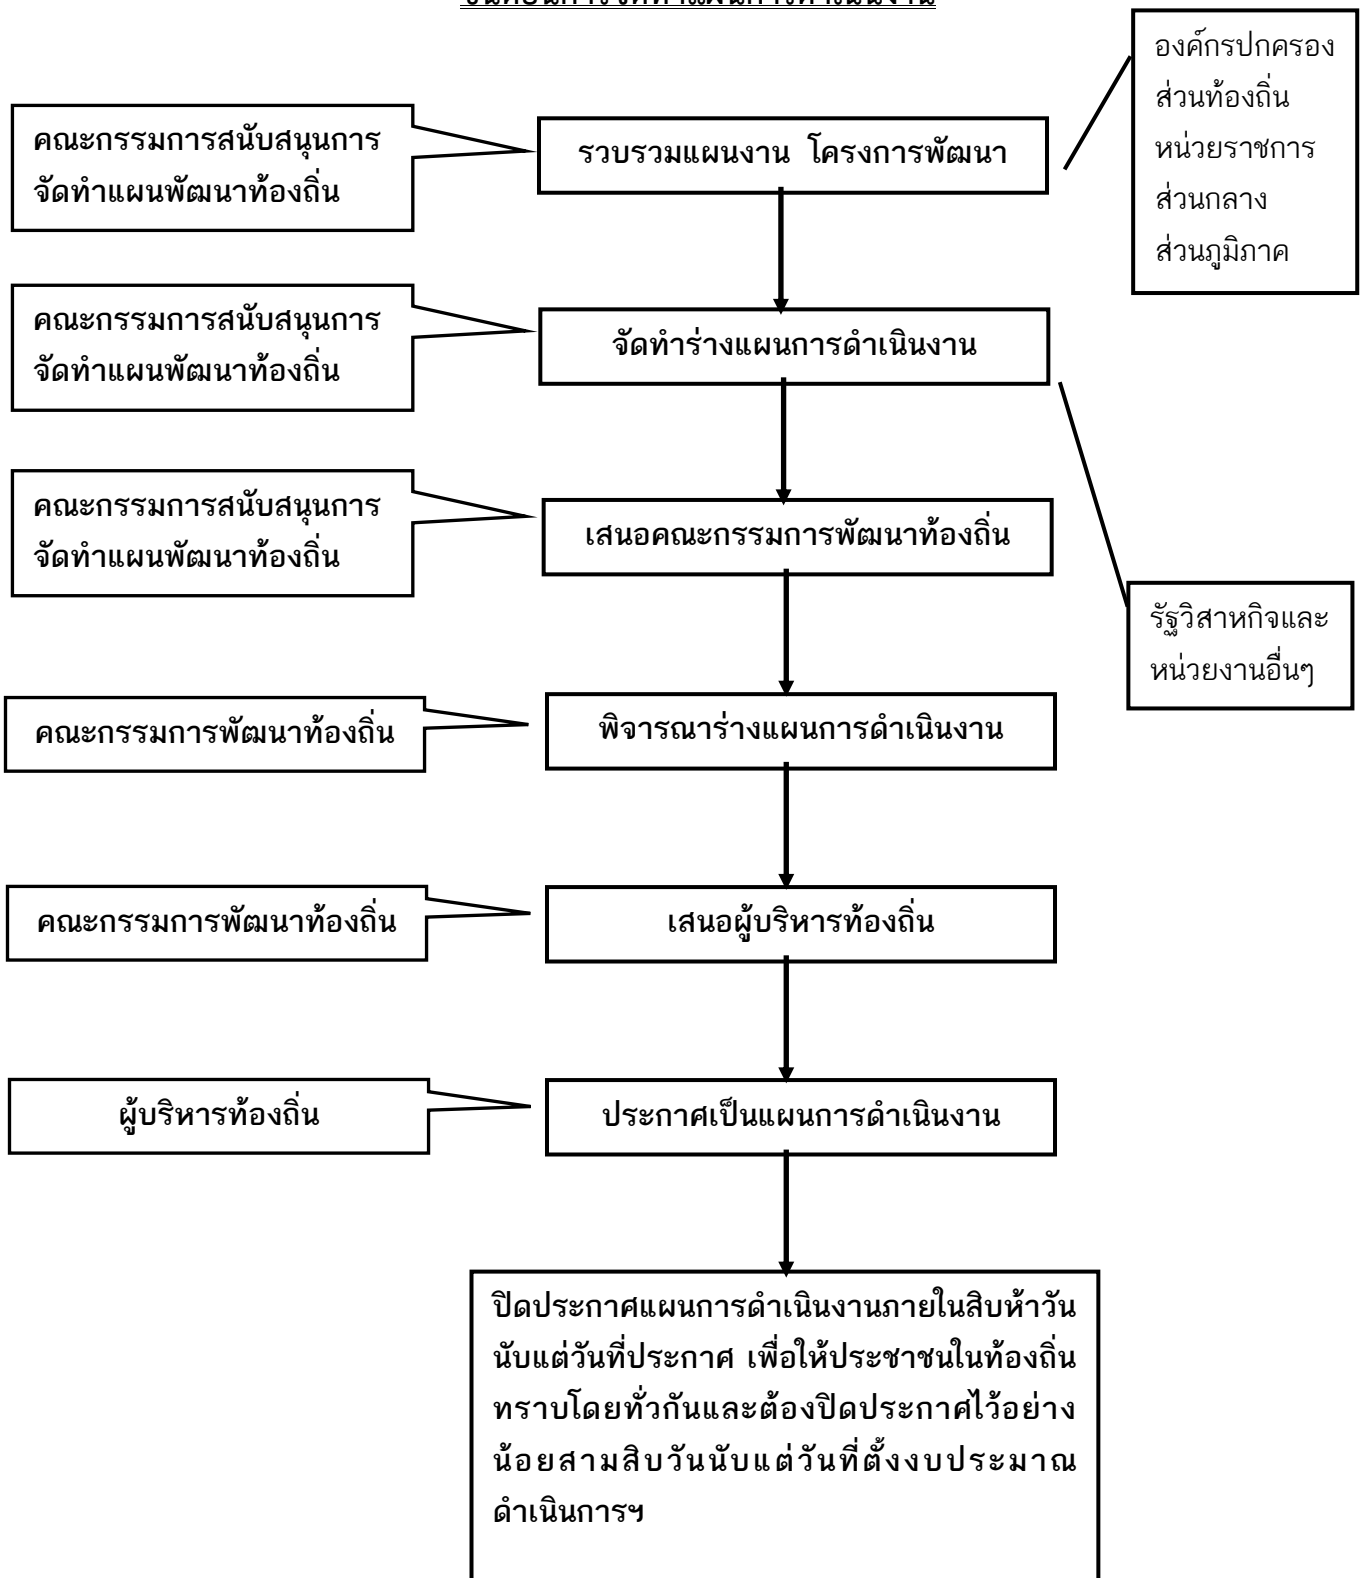 องค์กรปกครอง
ส่วนท้องถิ่น
หน่วยราชการ
ส่วนกลาง
ส่วนภูมิภาค
คณะกรรมการสนับสนุนการ
จัดทำแผนพัฒนาท้องถิ่น
รวบรวมแผนงาน โครงการพัฒนา
คณะกรรมการสนับสนุนการ
จัดทำแผนพัฒนาท้องถิ่น
จัดทำร่างแผนการดำเนินงาน
คณะกรรมการสนับสนุนการ
จัดทำแผนพัฒนาท้องถิ่น
เสนอคณะกรรมการพัฒนาท้องถิ่น
รัฐวิสาหกิจและ
หน่วยงานอื่นๆ
คณะกรรมการพัฒนาท้องถิ่น
พิจารณาร่างแผนการดำเนินงาน
คณะกรรมการพัฒนาท้องถิ่น
เสนอผู้บริหารท้องถิ่น
ผู้บริหารท้องถิ่น
ประกาศเป็นแผนการดำเนินงาน
ปิดประกาศแผนการดำเนินงานภายในสิบห้าวัน
นับแต่วันที่ประกาศ เพื่อให้ประชาชนในท้องถิ่น
ทราบโดยทั่วกันและต้องปิดประกาศไว้อย่าง
น้อยสามสิบวันนับแต่วันที่ตั้งงบประมาณ
ดำเนินการฯ